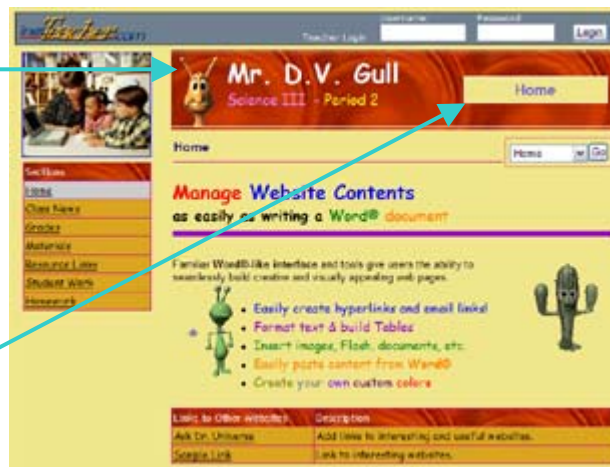 Username
Password
Teacher Login
Login
Mr. D.V. Gull
Science III - Period 2
Home
Home
Home
Go
Sections
Home
Class News
Grades
Materials
Resource Links
Student Work
Homework
Manage Website Contents
as easily as writing a Word® document
Familiar Word®-like interface and tools give users the ability to
seamlessly build creative and visually appealing web pages.
• Easily create hyperlinks and email links!
• Format text & build Tables
• Insert images, Flash, documents, etc.
• Easily paste content from Word®
• Create your own custom colors
Links to Other Websites
Description
Ask Dr. Universe
Add links to interesting and useful websites.
Sample Link
Link to interesting websites.